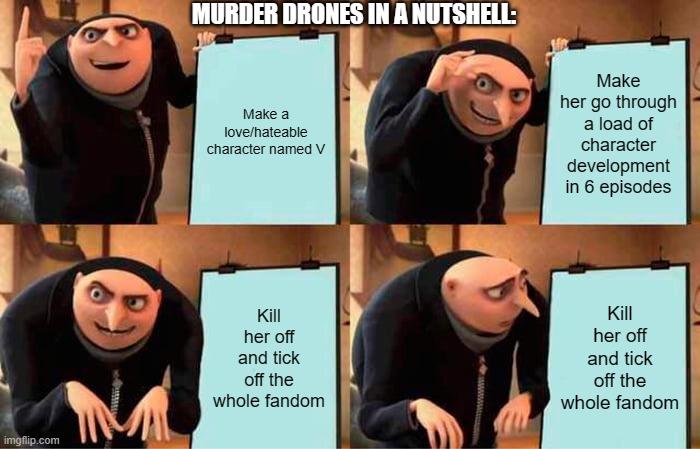 MURDER DRONES IN A NUTSHELL:
Make a
love/hateable
character named V
Make
her go through
a load of
character
development
in 6 episodes
Kill
her off
and tick
off the
whole fandom
Kill
her off
and tick
off the
whole fandom
imgflip.com